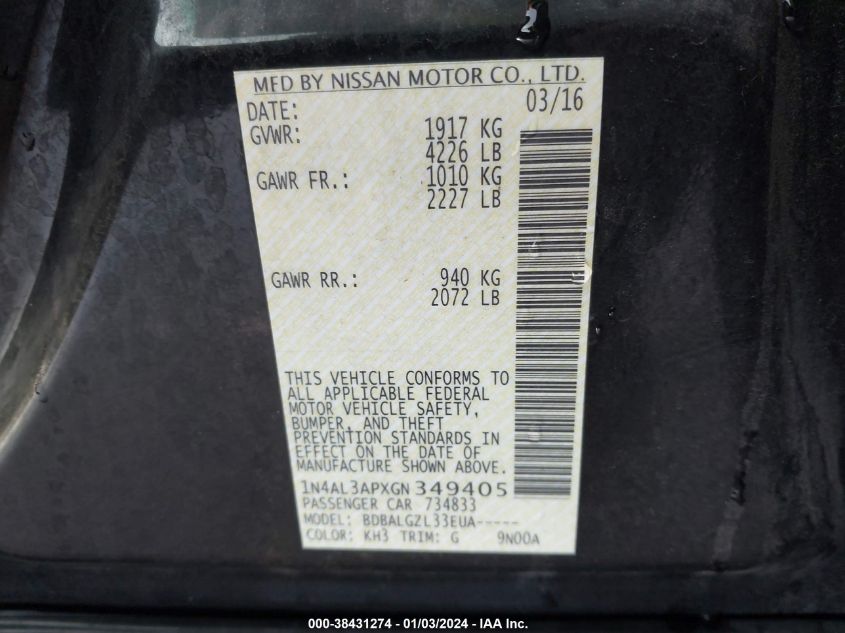 MFD BY NISSAN MOTOR CO., LTD.
DATE: 03/16
GVWR: 1917 KG
4226 LB
GAWR FR.: 1010 KG
2227 LB
GAWR RR.: 940 KG
2072 LB
THIS VEHICLE CONFORMS TO
ALL APPLICABLE FEDERAL
MOTOR VEHICLE SAFETY,
BUMPER, AND THEFT
PREVENTION STANDARDS IN
EFFECT ON THE DATE OF
MANUFACTURE SHOWN ABOVE.
1N4AL3APXGN349405
PASSENGER CAR 734833
MODEL: BDBALGZL33EUA-----
COLOR: KH3 TRIM: G 9N00A
000-38431274 - 01/03/2024 - IAA Inc.